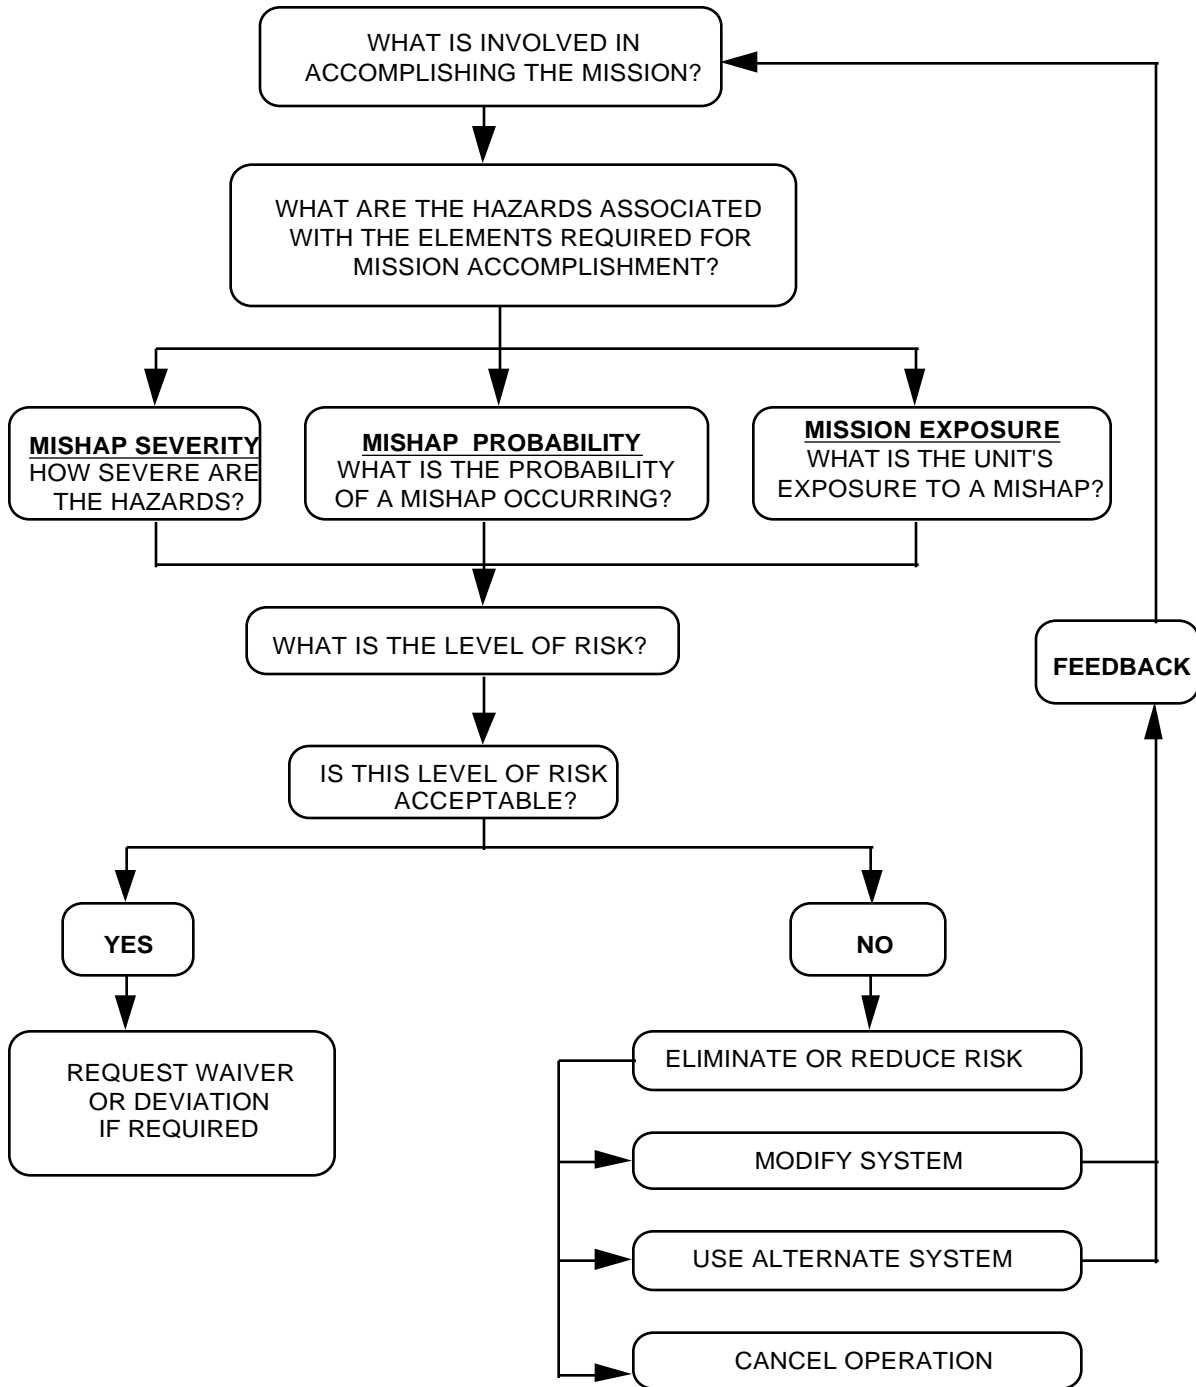 WHAT IS INVOLVED IN
ACCOMPLISHING THE MISSION?
WHAT ARE THE HAZARDS ASSOCIATED
WITH THE ELEMENTS REQUIRED FOR
MISSION ACCOMPLISHMENT?
MISHAP SEVERITY
HOW SEVERE ARE
THE HAZARDS?
MISHAP PROBABILITY
WHAT IS THE PROBABILITY
OF A MISHAP OCCURRING?
MISSION EXPOSURE
WHAT IS THE UNIT'S
EXPOSURE TO A MISHAP?
WHAT IS THE LEVEL OF RISK?
FEEDBACK
IS THIS LEVEL OF RISK
ACCEPTABLE?
YES
NO
REQUEST WAIVER
OR DEVIATION
IF REQUIRED
ELIMINATE OR REDUCE RISK
MODIFY SYSTEM
USE ALTERNATE SYSTEM
CANCEL OPERATION